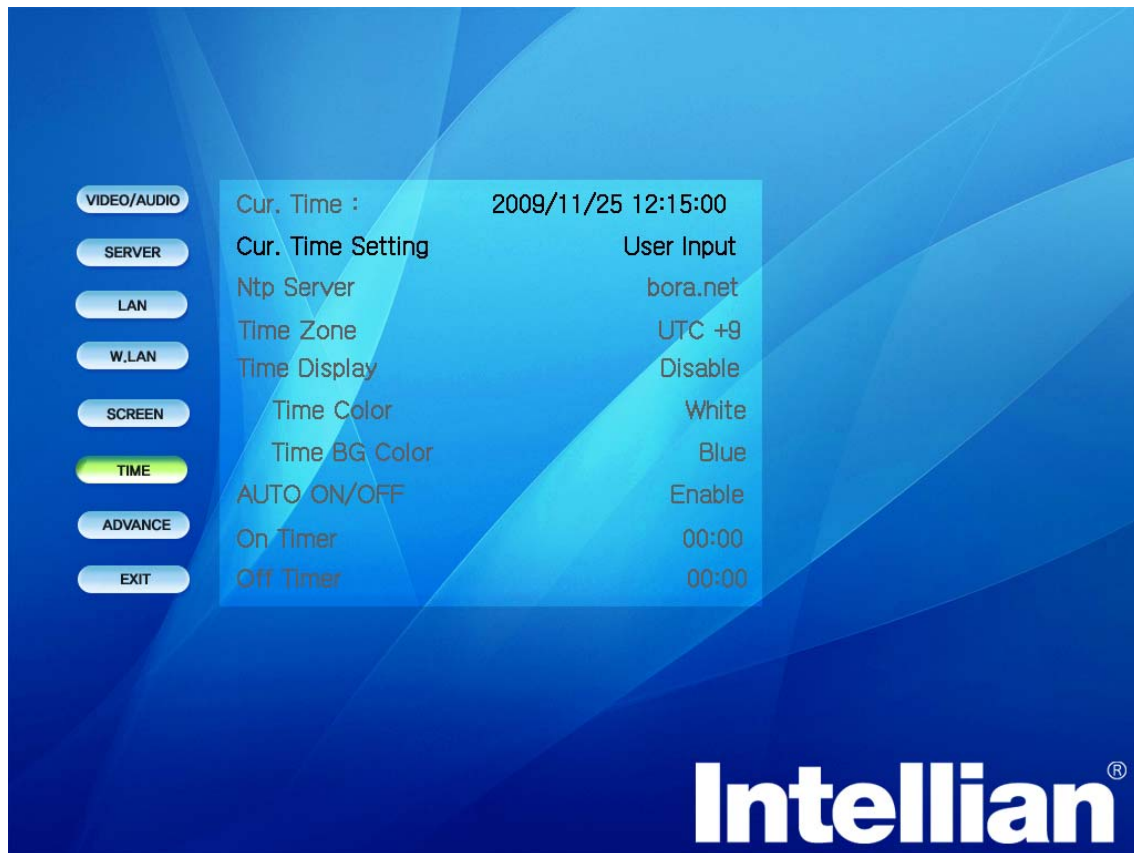 VIDEO/AUDIO
SERVER
LAN
W.LAN
SCREEN
TIME
ADVANCE
EXIT
Cur. Time : 2009/11/25 12:15:00
Cur. Time Setting User Input
Ntp Server bora.net
Time Zone UTC +9
Time Display Disable
Time Color White
Time BG Color Blue
AUTO ON/OFF Enable
On Timer 00:00
Off Timer 00:00
Intellian®